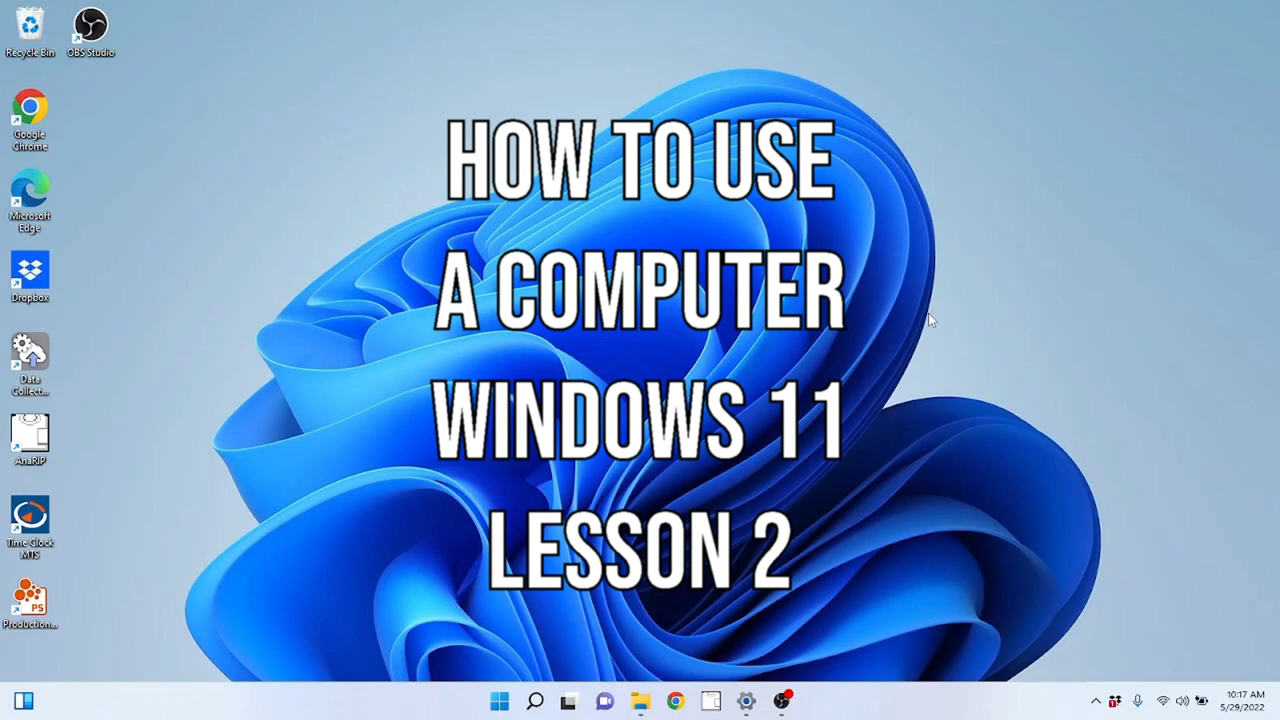 Recycle Bin
OBS Studio
Google
Chrome
Microsoft
Edge
Dropbox
Data
Collect...
AnaRIP
Time Clock
MTS
PS
Production...
HOW TO USE
A COMPUTER
WINDOWS 11
LESSON 2
10:17 AM
5/29/2022